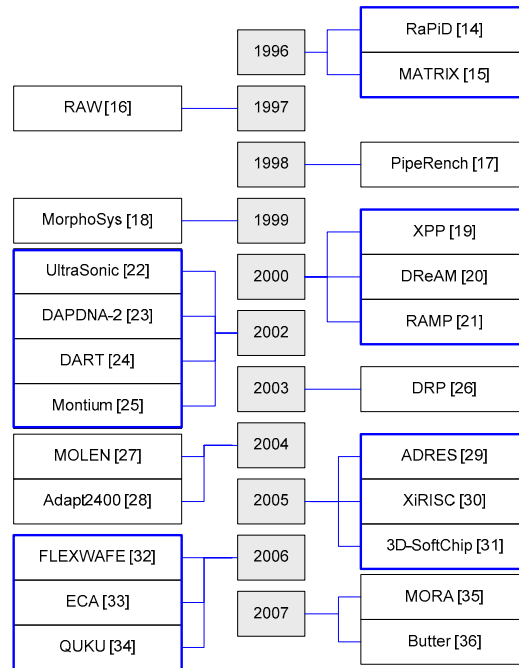 RaPiD [14]
1996
MATRIX [15]
RAW [16]
1997
1998
PipeRench [17]
MorphoSys [18]
1999
XPP [19]
UltraSonic [22]
2000
DReAM [20]
DAPDNA-2 [23]
RAMP [21]
2002
DART [24]
2003
DRP [26]
Montium [25]
2004
MOLEN [27]
ADRES [29]
Adapt2400 [28]
2005
XiRISC [30]
3D-SoftChip [31]
FLEXWAFE [32]
2006
ECA [33]
MORA [35]
2007
QUKU [34]
Butter [36]